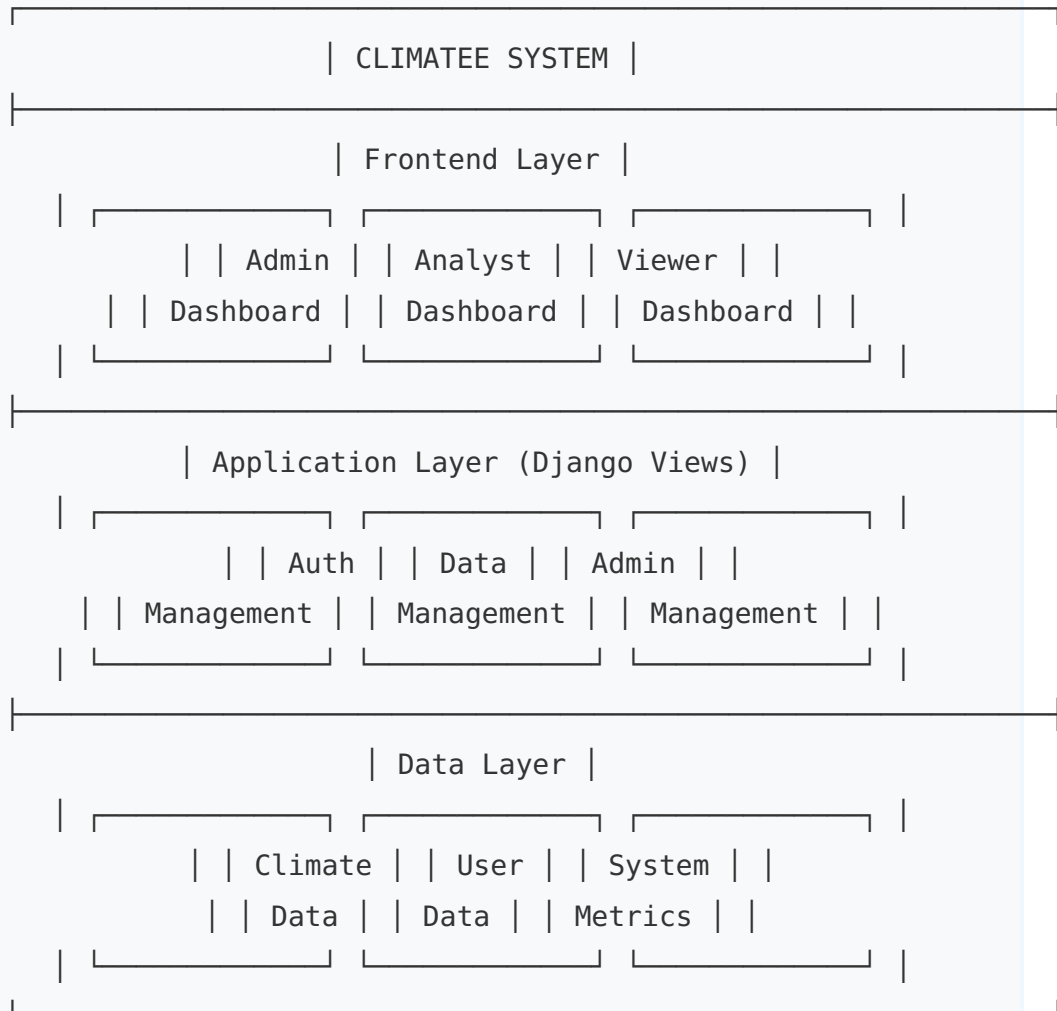 │ CLIMATEE SYSTEM │
│ Frontend Layer │
│ │ Admin │ │ Analyst │ │ Viewer │ │
│ │ Dashboard │ │ Dashboard │ │ Dashboard │ │
│ Application Layer (Django Views) │
│ │ Auth │ │ Data │ │ Admin │ │
│ │ Management │ │ Management │ │ Management │ │
│ Data Layer │
│ │ Climate │ │ User │ │ System │ │
│ │ Data │ │ Data │ │ Metrics │ │